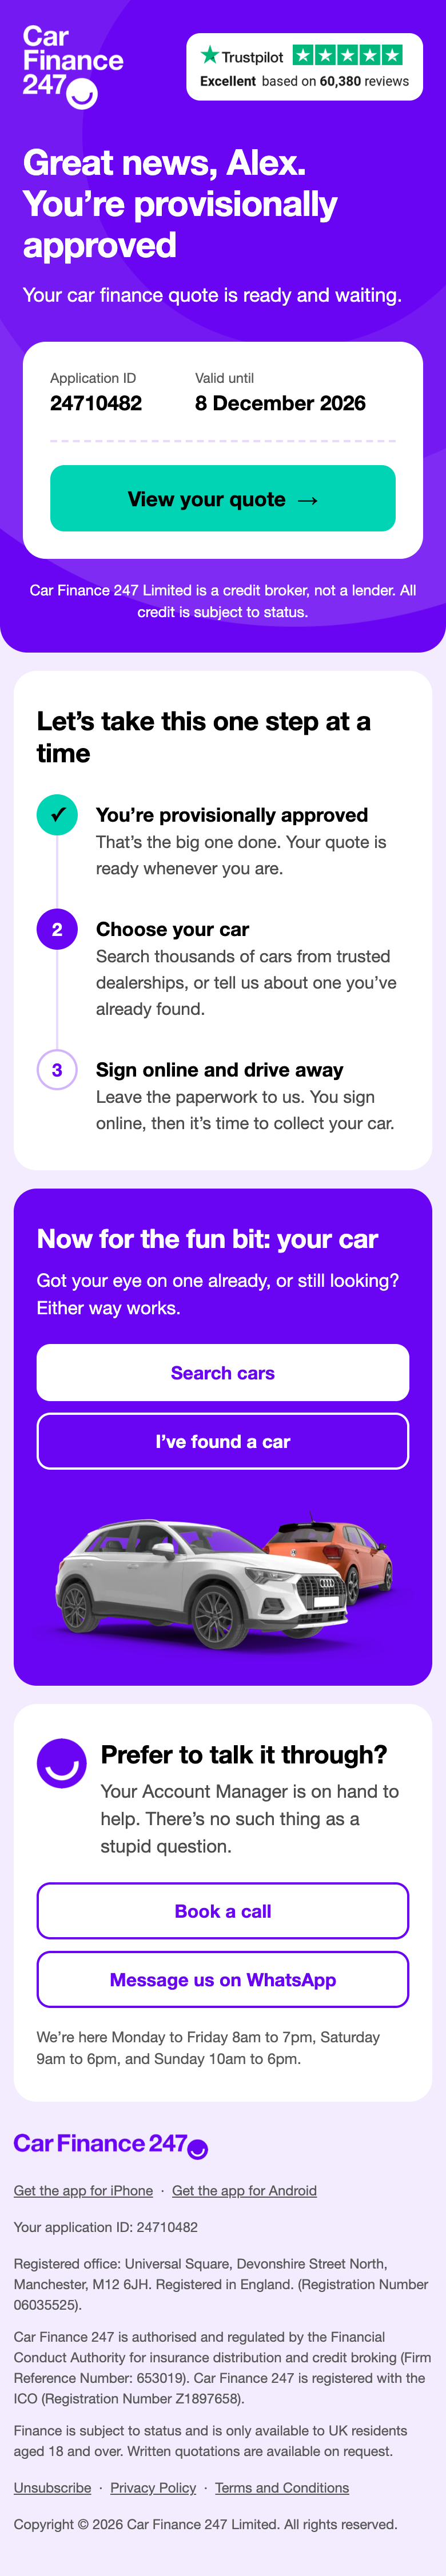 Car
Finance
247
Trustpilot
Excellent based on 60,380 reviews
Great news, Alex.
You're provisionally
approved
Your car finance quote is ready and waiting.
Application ID
24710482
Valid until
8 December 2026
View your quote →
Car Finance 247 Limited is a credit broker, not a lender. All
credit is subject to status.
Let's take this one step at a
time
✓
You're provisionally approved
That's the big one done. Your quote is
ready whenever you are.
2
Choose your car
Search thousands of cars from trusted
dealerships, or tell us about one you've
already found.
3
Sign online and drive away
Leave the paperwork to us. You sign
online, then it's time to collect your car.
Now for the fun bit: your car
Got your eye on one already, or still looking?
Either way works.
Search cars
I've found a car
Prefer to talk it through?
Your Account Manager is on hand to
help. There's no such thing as a
stupid question.
Book a call
Message us on WhatsApp
We're here Monday to Friday 8am to 7pm, Saturday
9am to 6pm, and Sunday 10am to 6pm.
Car Finance 247
Get the app for iPhone · Get the app for Android
Your application ID: 24710482
Registered office: Universal Square, Devonshire Street North,
Manchester, M12 6JH. Registered in England. (Registration Number
06035525).
Car Finance 247 is authorised and regulated by the Financial
Conduct Authority for insurance distribution and credit broking (Firm
Reference Number: 653019). Car Finance 247 is registered with the
ICO (Registration Number Z1897658).
Finance is subject to status and is only available to UK residents
aged 18 and over. Written quotations are available on request.
Unsubscribe · Privacy Policy · Terms and Conditions
Copyright © 2026 Car Finance 247 Limited. All rights reserved.